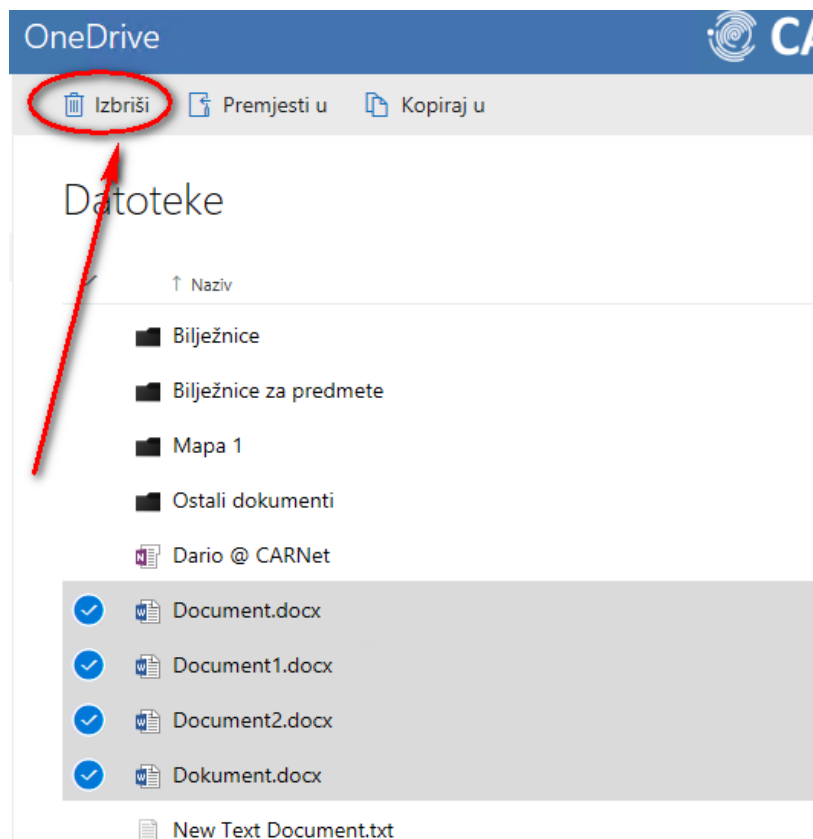 OneDrive
CA
Izbriši Premjesti u Kopiraj u
Datoteke
↑ Naziv
Bilježnice
Bilježnice za predmete
Mapa 1
Ostali dokumenti
Dario @ CARNet
Document.docx
Document1.docx
Document2.docx
Dokument.docx
New Text Document.txt